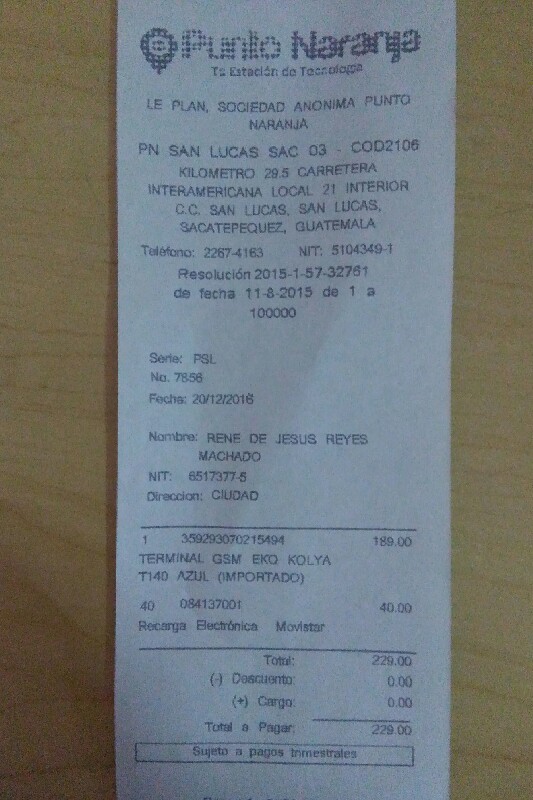 Punto Naranja
Tu Estación de Tecnología
LE PLAN, SOCIEDAD ANONIMA PUNTO
NARANJA
PN SAN LUCAS SAC 03 - COD2106
KILOMETRO 29.5 CARRETERA
INTERAMERICANA LOCAL 21 INTERIOR
C.C. SAN LUCAS, SAN LUCAS,
SACATEPEQUEZ, GUATEMALA
Teléfono: 2267-4163 NIT: 5104349-1
Resolución 2015-1-57-32761
de fecha 11-8-2015 de 1 a
100000
Serie: PSL
No. 7856
Fecha: 20/12/2016
Nombre: RENE DE JESUS REYES
MACHADO
NIT: 6517377-5
Direccion: CIUDAD
1 359293070215494 189.00
TERMINAL GSM EKO KOLYA
T140 AZUL (IMPORTADO)
40 084137001 40.00
Recarga Electrónica Movistar
Total: 229.00
(-) Descuento: 0.00
(+) Cargo: 0.00
Total a Pagar: 229.00
Sujeto a pagos trimestrales